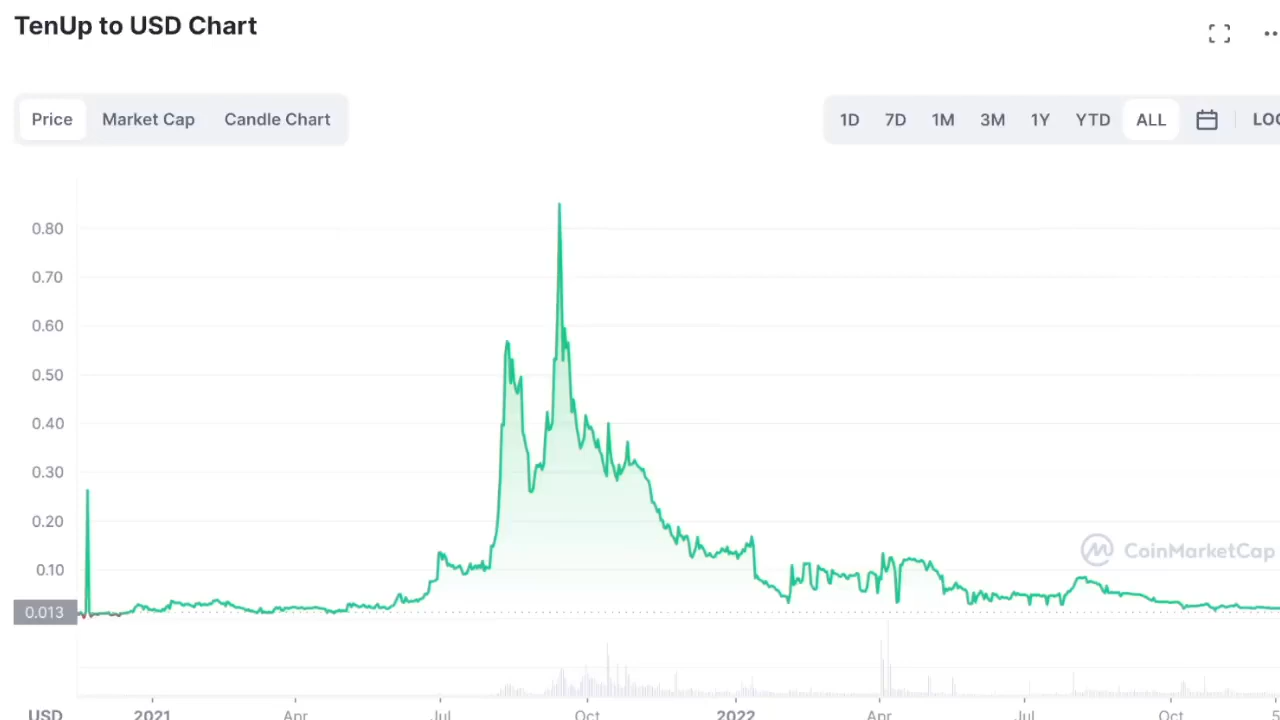 TenUp to USD Chart
Price Market Cap Candle Chart
1D 7D 1M 3M 1Y YTD ALL
0.80
0.70
0.60
0.50
0.40
0.30
0.20
0.10
0.013
CoinMarketCap
USD 2021 Apr Jul Oct 2022 Apr Jul Oct